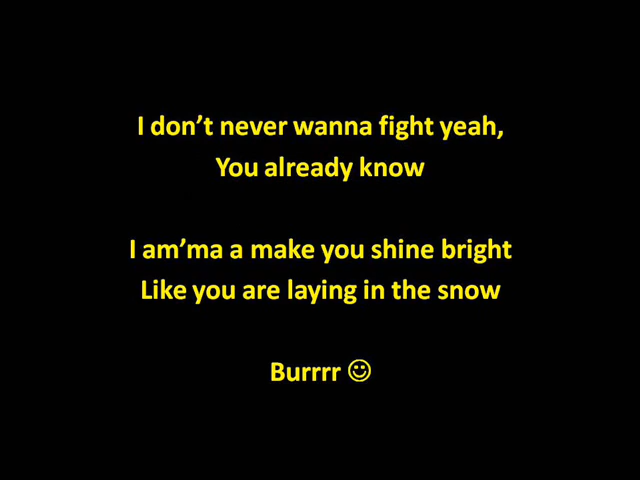 I don’t never wanna fight yeah,
You already know
I am’ma a make you shine bright
Like you are laying in the snow
Burrrr ☺